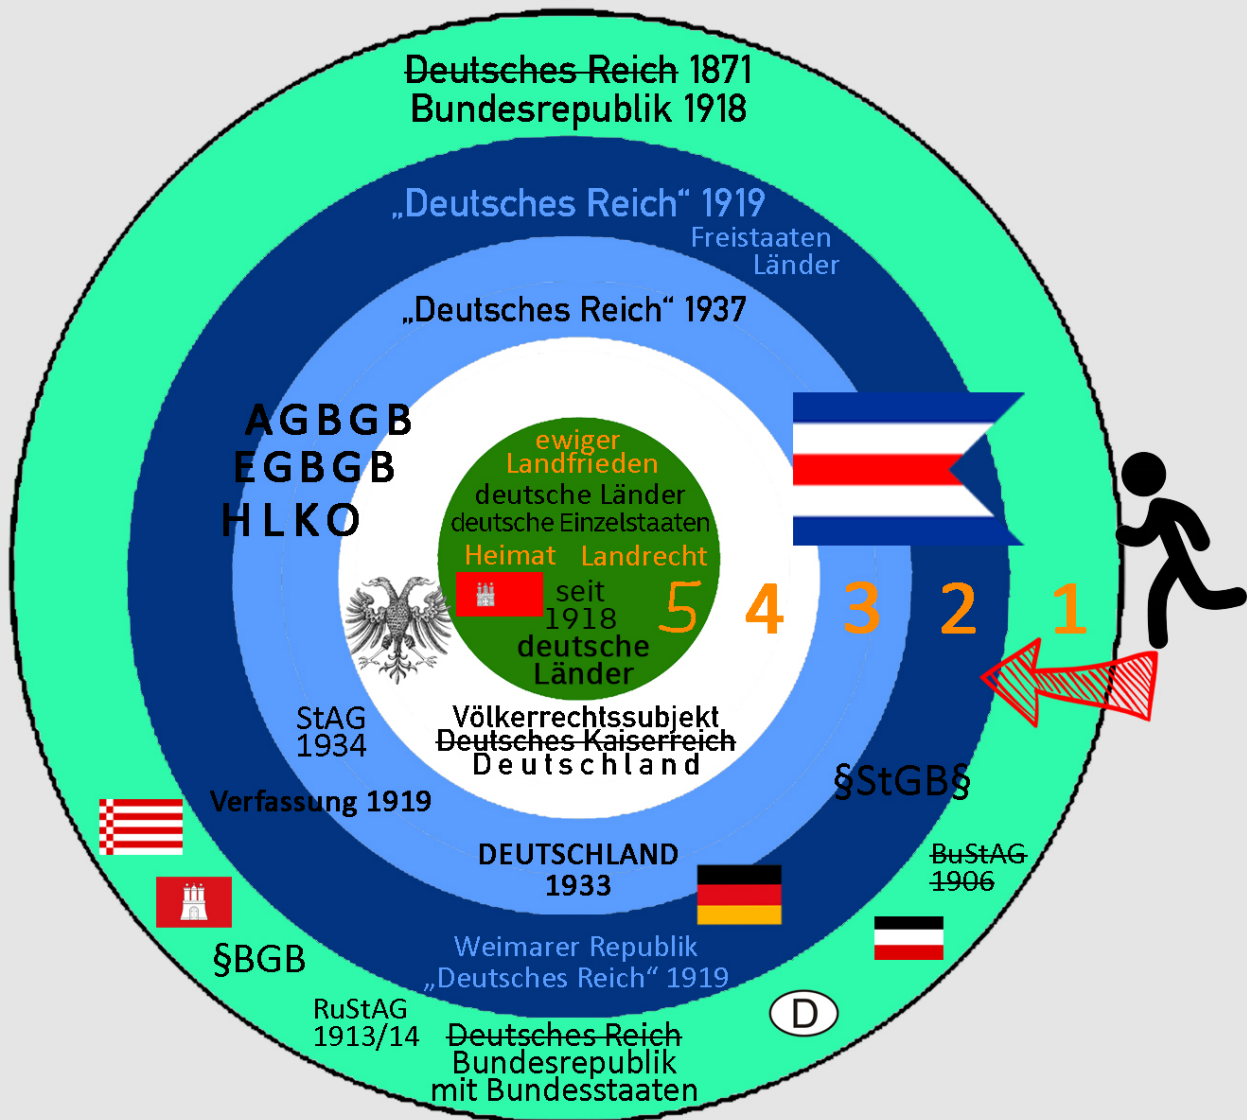 Deutsches Reich 1871
Bundesrepublik 1918
„Deutsches Reich“ 1919
Freistaaten
Länder
„Deutsches Reich“ 1937
AGBGB
EGBGB
HLKO
ewiger
Landfrieden
deutsche Länder
deutsche Einzelstaaten
Heimat Landrecht
seit
1918
deutsche
Länder
5 4 3 2 1
StAG
1934
Völkerrechtssubjekt
Deutsches Kaiserreich
Deutschland
Verfassung 1919
§StGB§
DEUTSCHLAND
1933
BuStAG
1906
Weimarer Republik
„Deutsches Reich“ 1919
§BGB
RuStAG
1913/14
D
Deutsches Reich
Bundesrepublik
mit Bundesstaaten